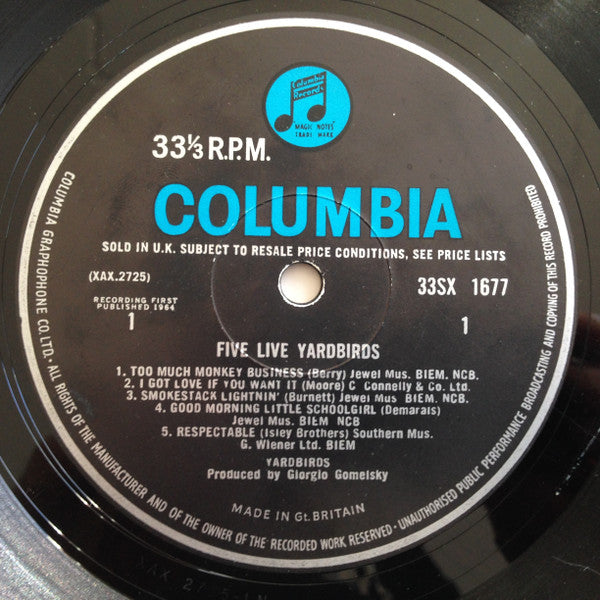 Columbia
Records
MAGIC NOTES
TRADE MARK
33⅓ R.P.M.
COLUMBIA
SOLD IN U.K. SUBJECT TO RESALE PRICE CONDITIONS, SEE PRICE LISTS
(XAX.2725)
33SX 1677
RECORDING FIRST
PUBLISHED 1964
1
1
FIVE LIVE YARDBIRDS
1. TOO MUCH MONKEY BUSINESS (Berry) Jewel Mus. BIEM. NCB.
2. I GOT LOVE IF YOU WANT IT (Moore) C Connelly & Co. Ltd.
3. SMOKESTACK LIGHTNIN' (Burnett) Jewel Mus. BIEM. NCB.
4. GOOD MORNING LITTLE SCHOOLGIRL (Demarais)
Jewel Mus. BIEM NCB
5. RESPECTABLE (Isley Brothers) Southern Mus.
G. Wiener Ltd. BIEM
YARDBIRDS
Produced by Giorgio Gomelsky
MADE IN Gt. BRITAIN
COLUMBIA GRAPHOPHONE CO. LTD. · ALL RIGHTS OF THE MANUFACTURER AND OF THE OWNER OF THE RECORDED WORK RESERVED · UNAUTHORISED PUBLIC PERFORMANCE BROADCASTING AND COPYING OF THIS RECORD PROHIBITED